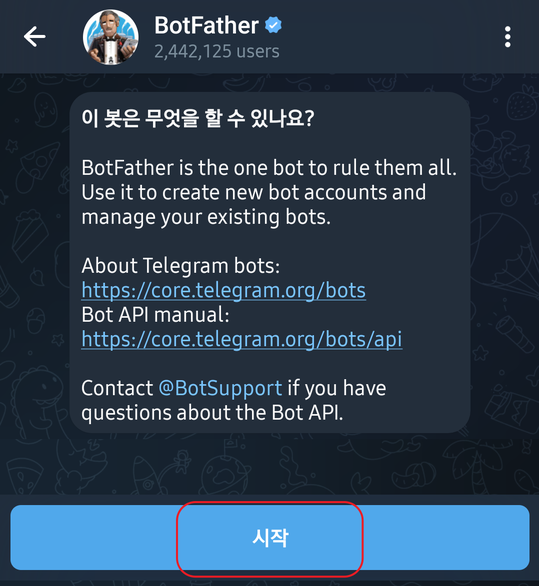 BotFather
2,442,125 users
이 봇은 무엇을 할 수 있나요?
BotFather is the one bot to rule them all.
Use it to create new bot accounts and
manage your existing bots.
About Telegram bots:
https://core.telegram.org/bots
Bot API manual:
https://core.telegram.org/bots/api
Contact @BotSupport if you have
questions about the Bot API.
시작